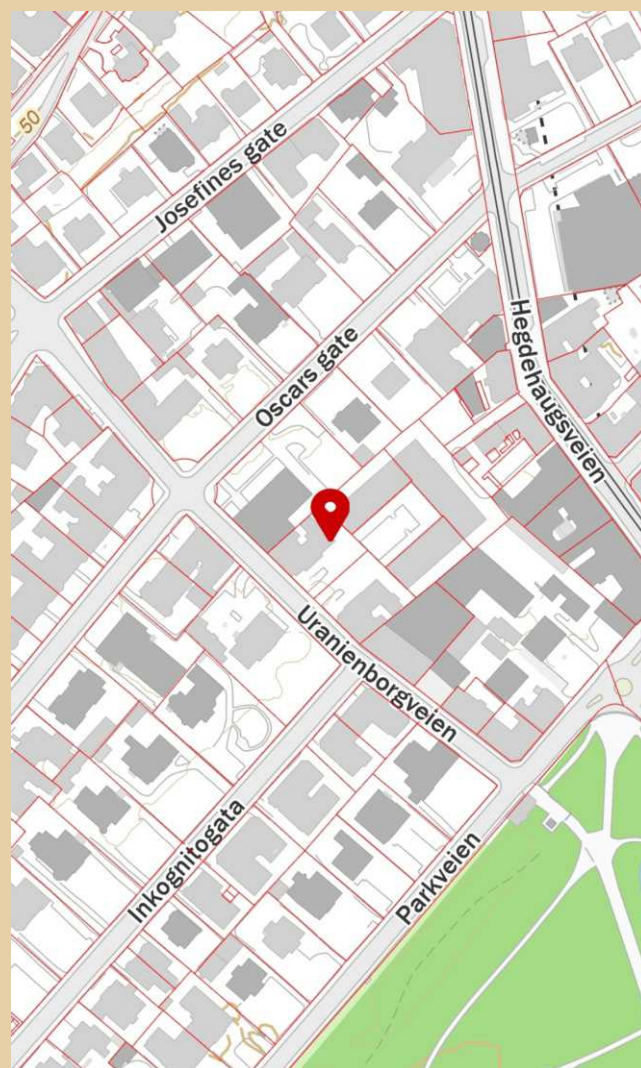 50
Josefines gate
Oscars gate
Hegdehaugsveien
Uranienborgveien
Inkognitogata
Parkveien